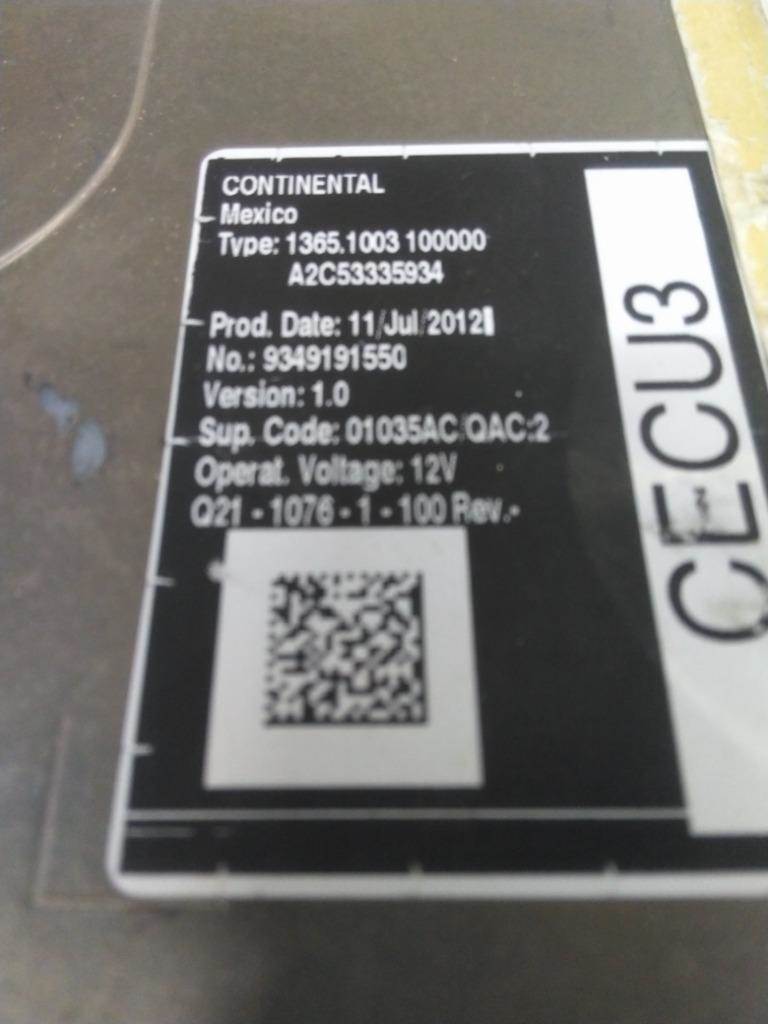 CONTINENTAL
Mexico
Type: 1365.1003 100000
A2C53335934
Prod. Date: 11/Jul/2012
No.: 9349191550
Version: 1.0
Sup. Code: 01035AC/QAC:2
Operat. Voltage: 12V
Q21 - 1076 - 1 - 100 Rev.-
CECU3